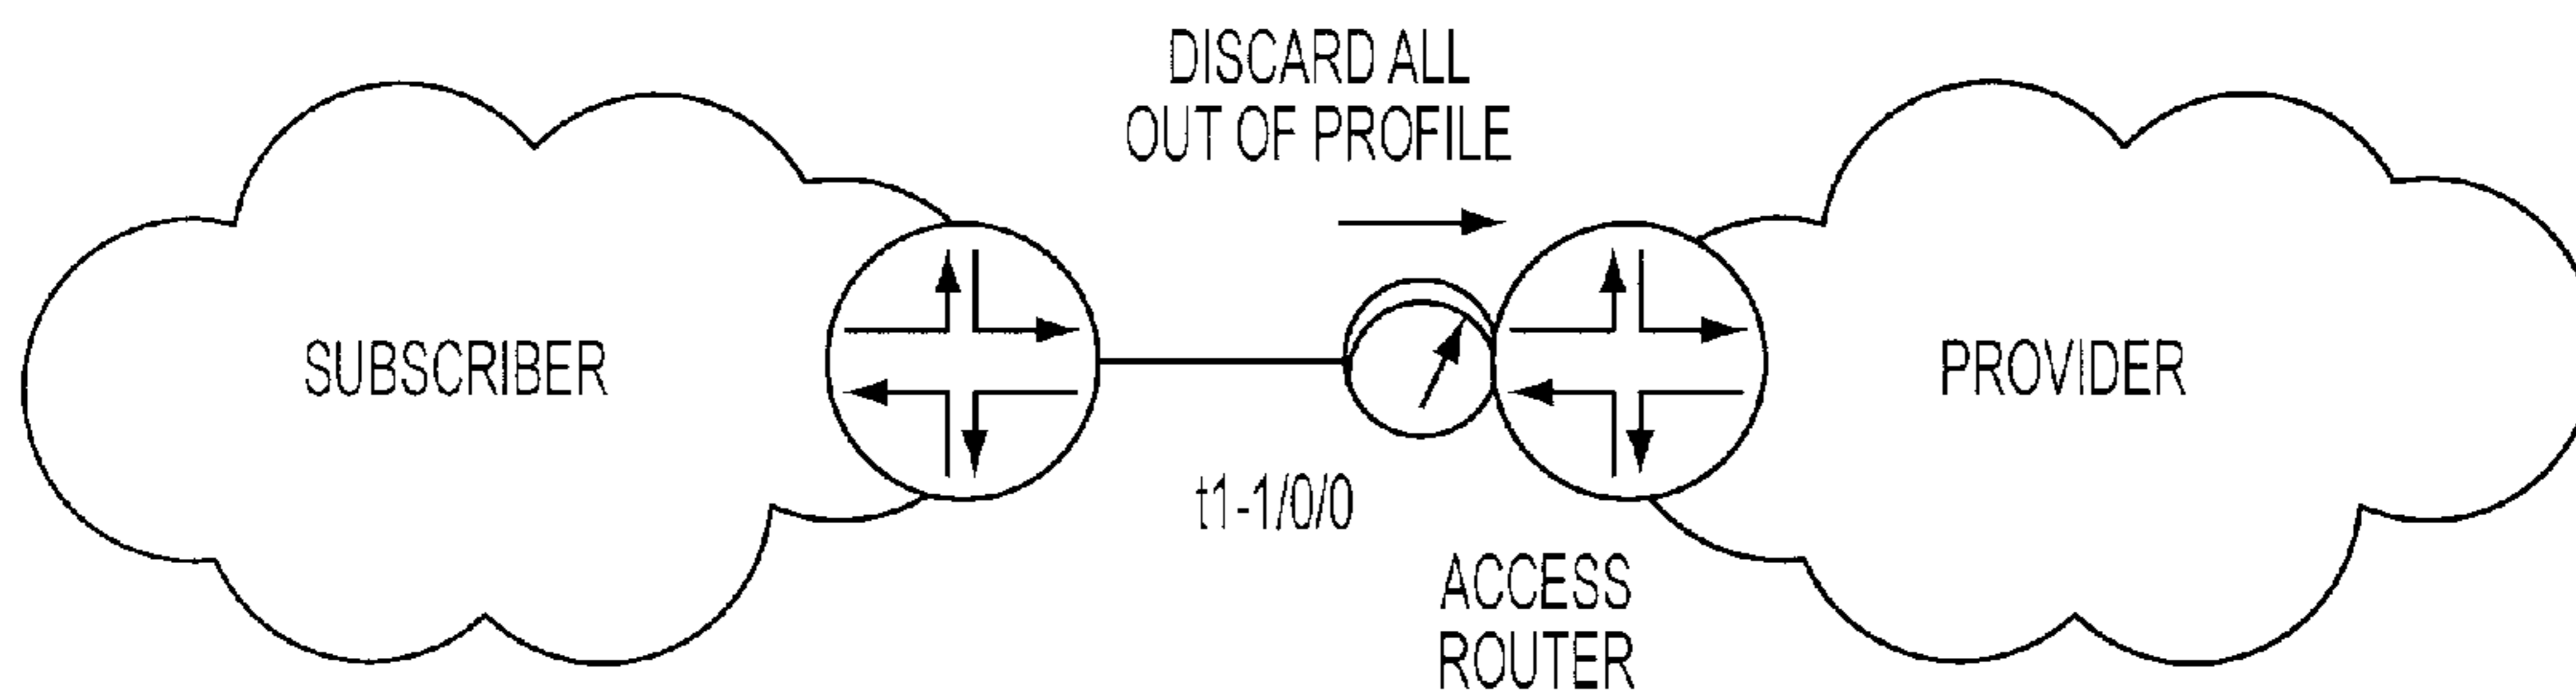 DISCARD ALL
OUT OF PROFILE
SUBSCRIBER
PROVIDER
t1-1/0/0
ACCESS
ROUTER